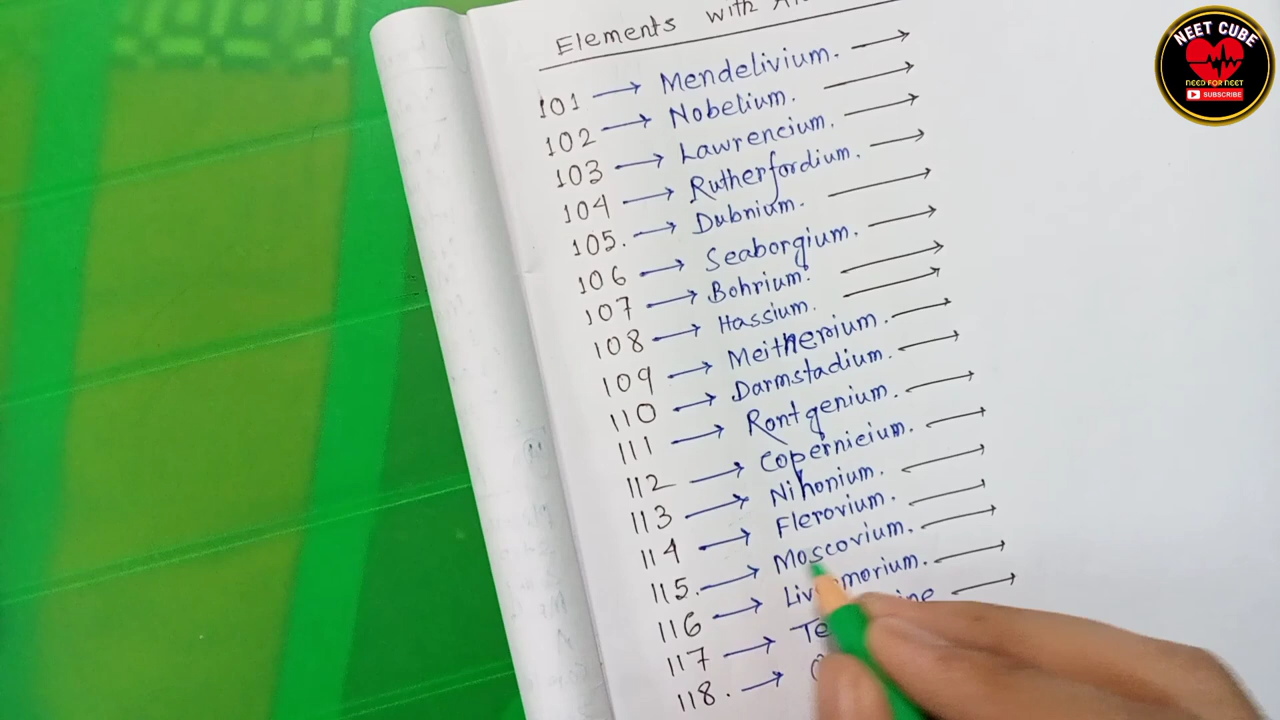 NEET CUBE
NEED FOR NEET
SUBSCRIBE
Elements with
101 → Mendelivium. →
102 → Nobelium. →
103 → Lawrencium. →
104 → Rutherfordium. →
105. → Dubnium. →
106 → Seaborgium. →
107 → Bohrium. →
108 → Hassium. →
109 → Meitherium. →
110 → Darmstadium. →
111 → Rontgenium. →
112 → Copernicium. →
113 → Nihonium. →
114 → Flerovium. →
115. → Moscovium. →
116 → Livermorium. →
117 → →
118. →